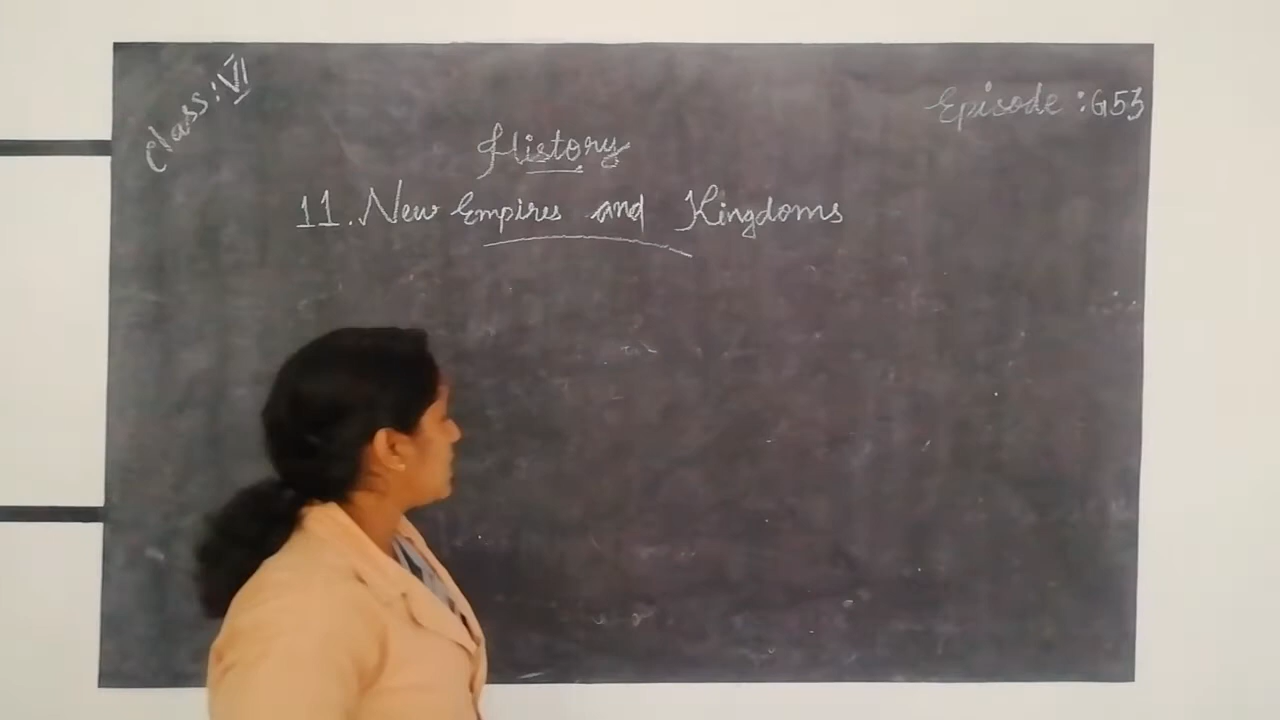 Class: VI
Episode : G53
History
11. New Empires and Kingdoms